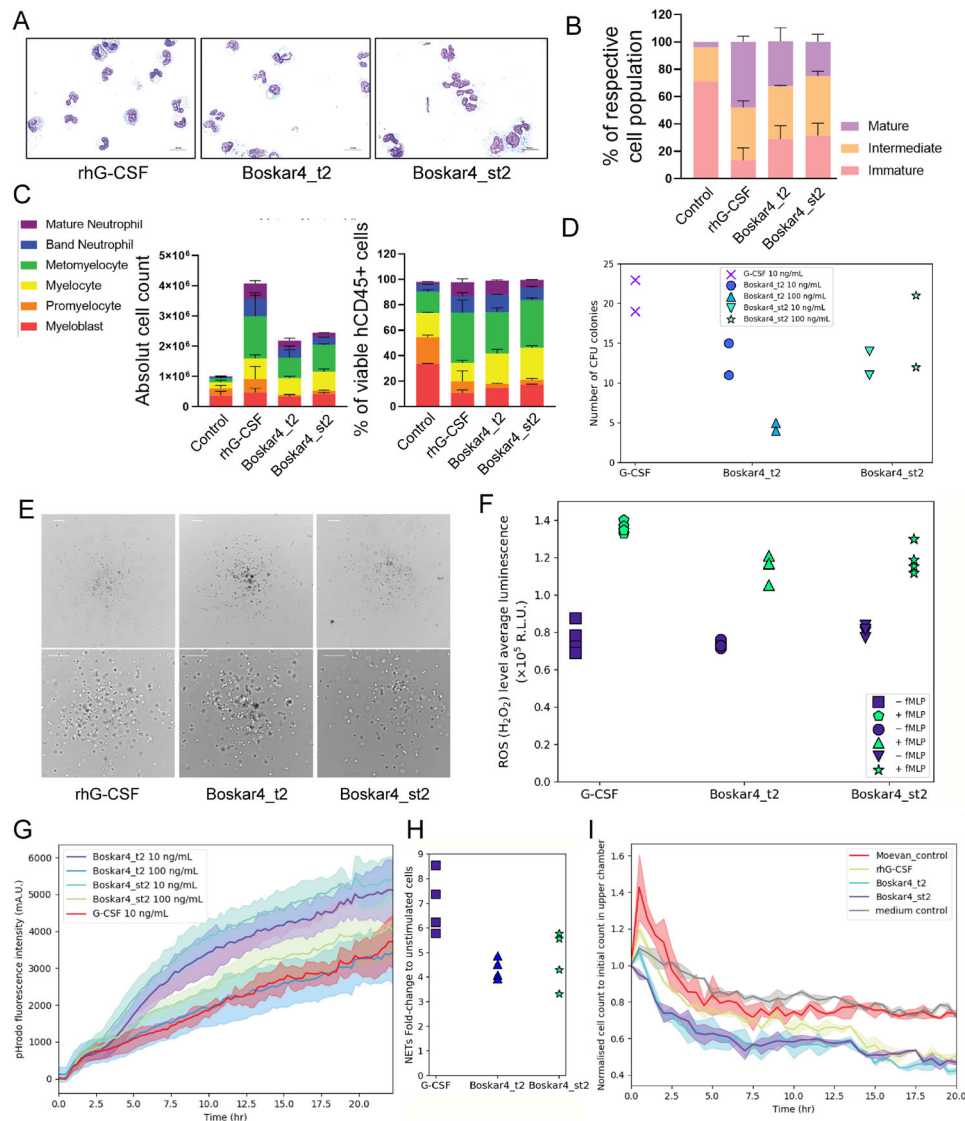 A
rhG-CSF
Boskar4_t2
Boskar4_st2
B
% of respective
cell population
120
100
80
60
40
20
0
Control
rhG-CSF
Boskar4_t2
Boskar4_st2
Mature
Intermediate
Immature
C
Mature Neutrophil
Band Neutrophil
Metomyelocyte
Myelocyte
Promyelocyte
Myeloblast
Absolut cell count
5×10⁶
4×10⁶
3×10⁶
2×10⁶
1×10⁶
0
Control
rhG-CSF
Boskar4_t2
Boskar4_st2
% of viable hCD45+ cells
120
100
80
60
40
20
0
Control
rhG-CSF
Boskar4_t2
Boskar4_st2
D
Number of CFU colonies
25
20
15
10
5
0
G-CSF 10 ng/mL
Boskar4_t2 10 ng/mL
Boskar4_t2 100 ng/mL
Boskar4_st2 10 ng/mL
Boskar4_st2 100 ng/mL
G-CSF
Boskar4_t2
Boskar4_st2
E
rhG-CSF
Boskar4_t2
Boskar4_st2
F
ROS (H₂O₂) level average luminescence
(×10⁵ R.L.U.)
1.4
1.2
1.0
0.8
0.6
0.4
0.2
0.0
− fMLP
+ fMLP
− fMLP
+ fMLP
− fMLP
+ fMLP
G-CSF
Boskar4_t2
Boskar4_st2
G
pHrodo fluorescence intensity (mA.U.)
6000
5000
4000
3000
2000
1000
0
Boskar4_t2 10 ng/mL
Boskar4_t2 100 ng/mL
Boskar4_st2 10 ng/mL
Boskar4_st2 100 ng/mL
G-CSF 10 ng/mL
0.0 2.5 5.0 7.5 10.0 12.5 15.0 17.5 20.0
Time (hr)
H
NETs Fold-change to unstimulated cells
9
8
7
6
5
4
3
2
1
0
G-CSF
Boskar4_t2
Boskar4_st2
I
Normalised cell count to initial count in upper chamber
1.6
1.4
1.2
1.0
0.8
0.6
0.4
Moevan_control
rhG-CSF
Boskar4_t2
Boskar4_st2
medium control
0.0 2.5 5.0 7.5 10.0 12.5 15.0 17.5 20.0
Time (hr)